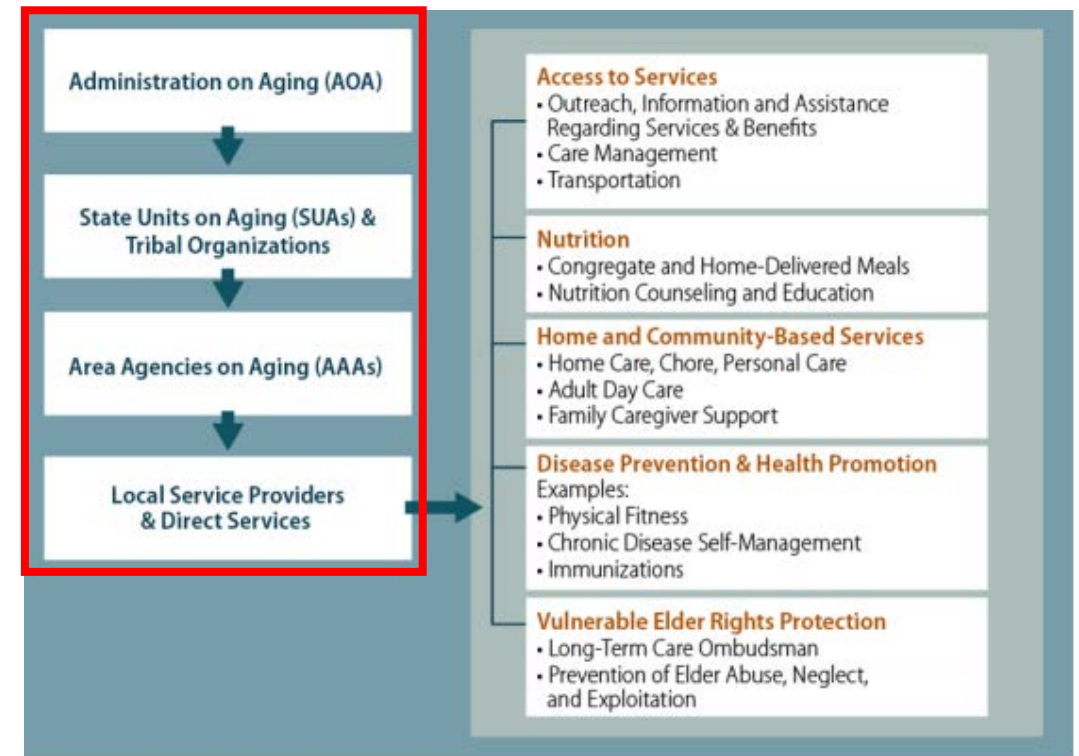 Administration on Aging (AOA)
State Units on Aging (SUAs) &
Tribal Organizations
Area Agencies on Aging (AAAs)
Local Service Providers
& Direct Services
Access to Services
• Outreach, Information and Assistance
Regarding Services & Benefits
• Care Management
• Transportation
Nutrition
• Congregate and Home-Delivered Meals
• Nutrition Counseling and Education
Home and Community-Based Services
• Home Care, Chore, Personal Care
• Adult Day Care
• Family Caregiver Support
Disease Prevention & Health Promotion
Examples:
• Physical Fitness
• Chronic Disease Self-Management
• Immunizations
Vulnerable Elder Rights Protection
• Long-Term Care Ombudsman
• Prevention of Elder Abuse, Neglect,
and Exploitation